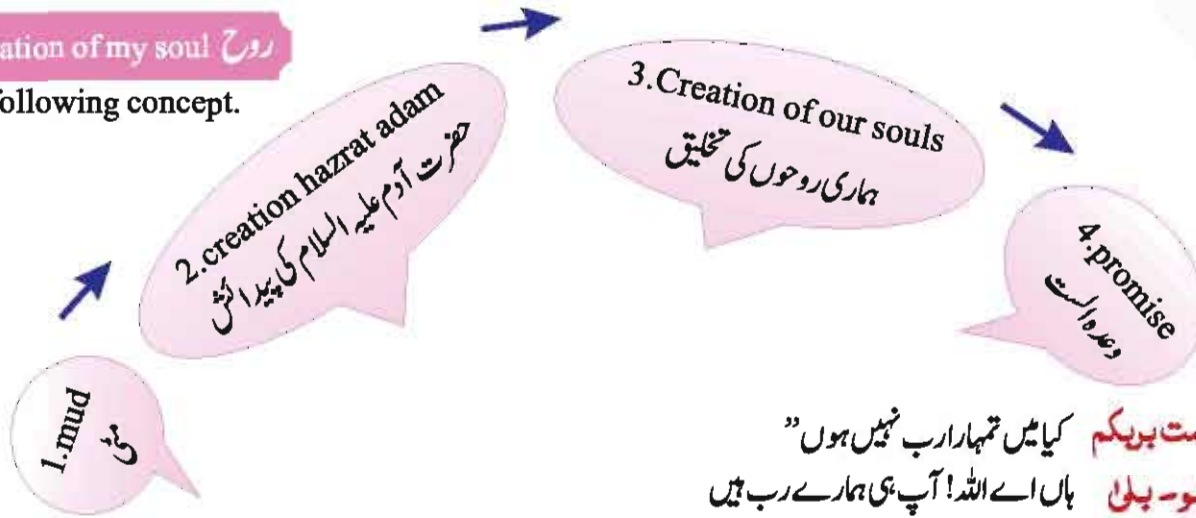 ation of my soul روح
following concept.
1.mud
مٹی
2.creation hazrat adam
حضرت آدم علیہ السلام کی پیدائش
3.Creation of our souls
ہماری روحوں کی تخلیق
4.promise
وعدہ الست
ست بربکم کیا میں تمہارا رب نہیں ہوں”
لو۔ بلیٰ ہاں اے اللہ! آپ ہی ہمارے رب ہیں